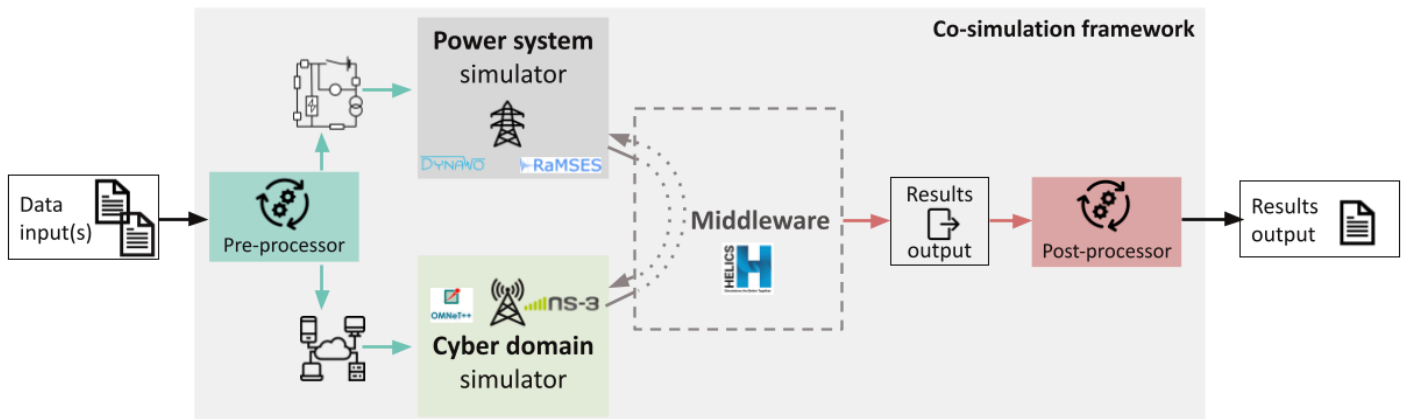 Co-simulation framework
Power system
simulator
DYNAWO
RaMSES
Data
input(s)
Pre-processor
Middleware
HELICS
Results
output
Post-processor
Results
output
OMNeT++
ns-3
Cyber domain
simulator